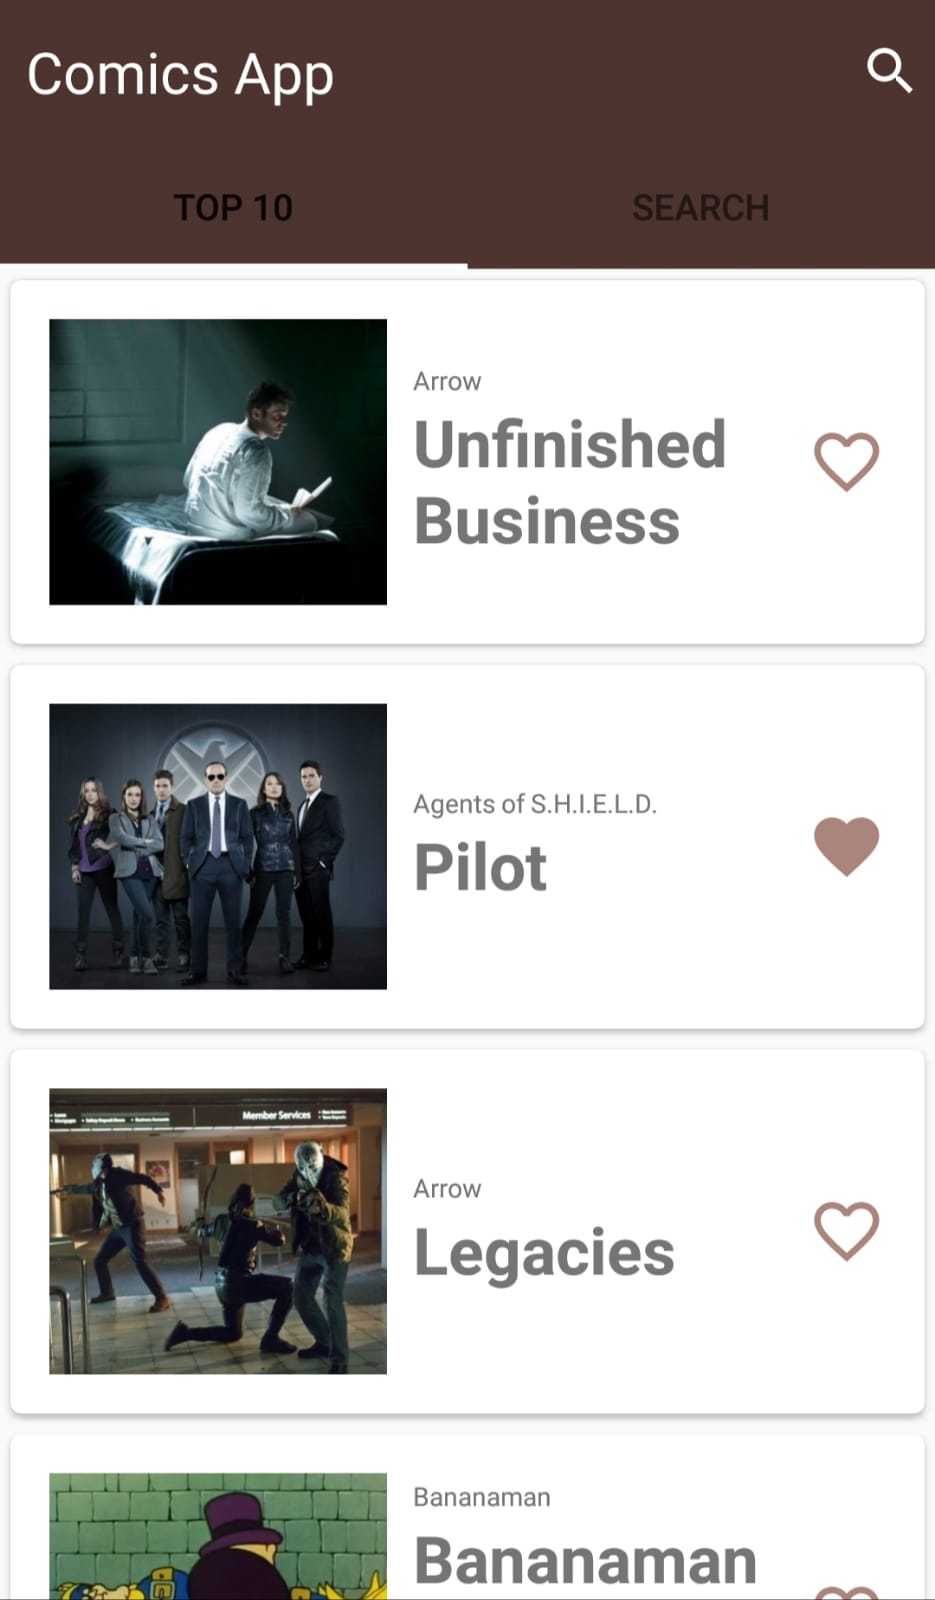 Comics App
TOP 10
SEARCH
Arrow
Unfinished
Business
Member Services
Agents of S.H.I.E.L.D.
Pilot
Arrow
Legacies
Bananaman
Bananaman